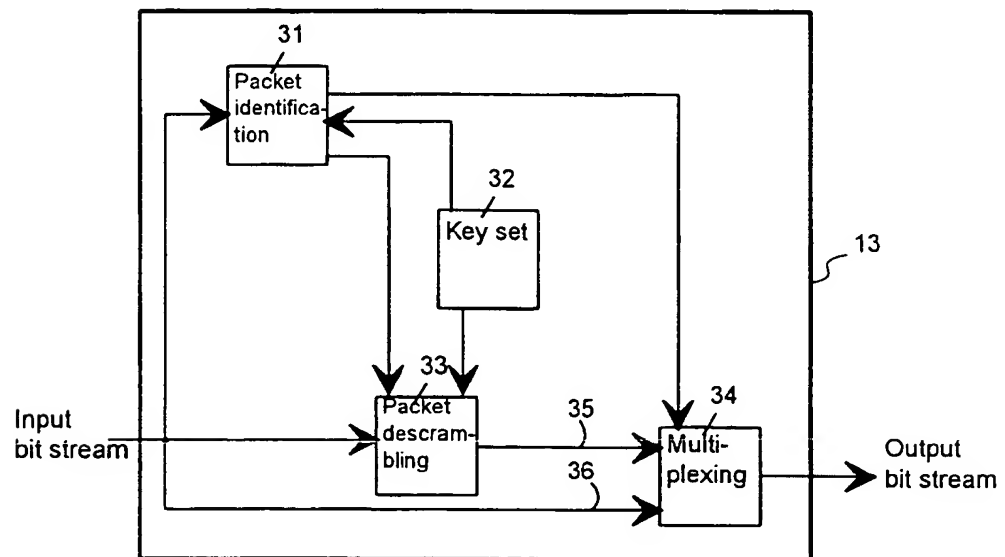 31
Packet
identifica-
tion
32
Key set
13
33
Packet
descram-
bling
35
36
34
Multi-
plexing
Input
bit stream
Output
bit stream